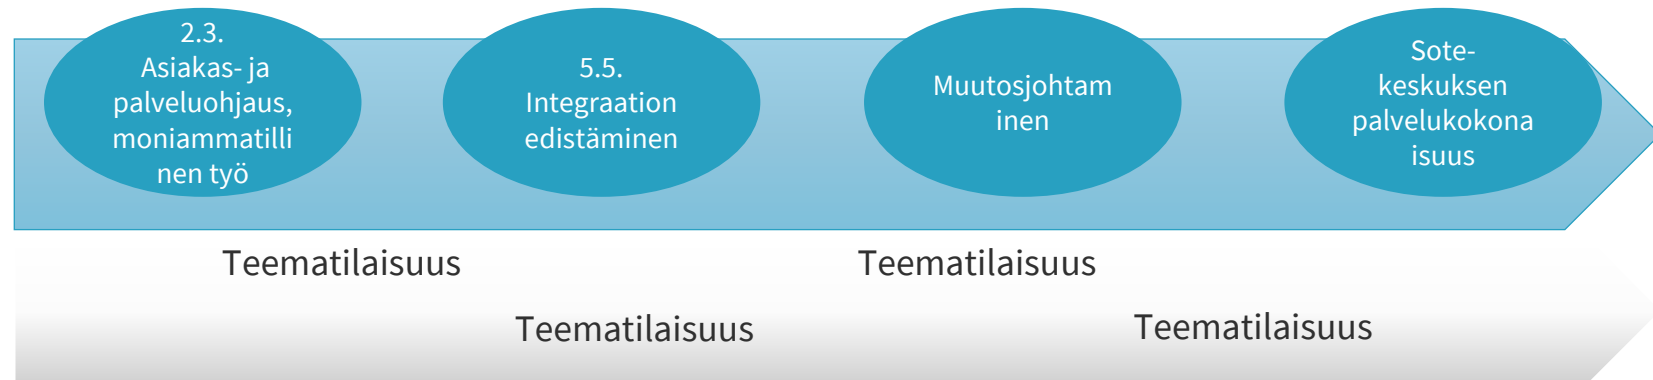 2.3.
Asiakas- ja
palveluohjaus,
moniammatilli
nen työ
5.5.
Integraation
edistäminen
Muutosjohtam
inen
Sote-
keskuksen
palvelukokona
isuus
Teematilaisuus
Teematilaisuus
Teematilaisuus
Teematilaisuus